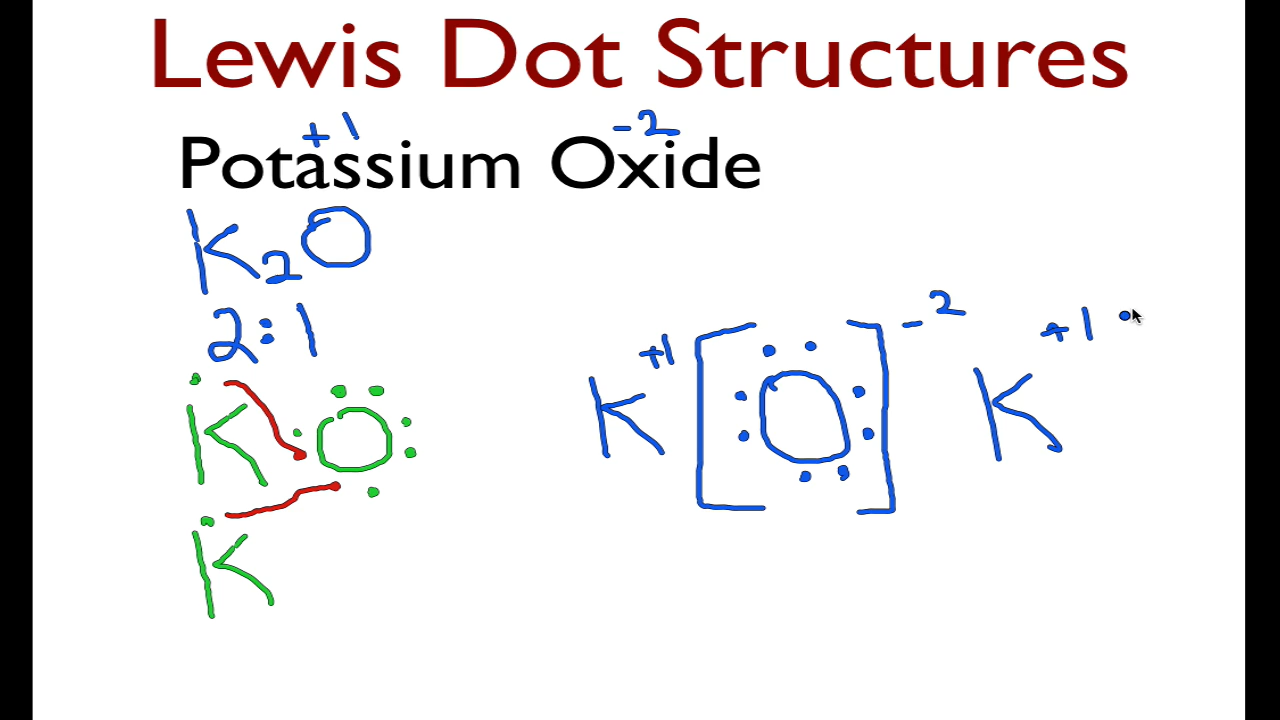 Lewis Dot Structures
+1 -2
Potassium Oxide
K2O
2:1
K O
K
K+1 [O]-2 K+1